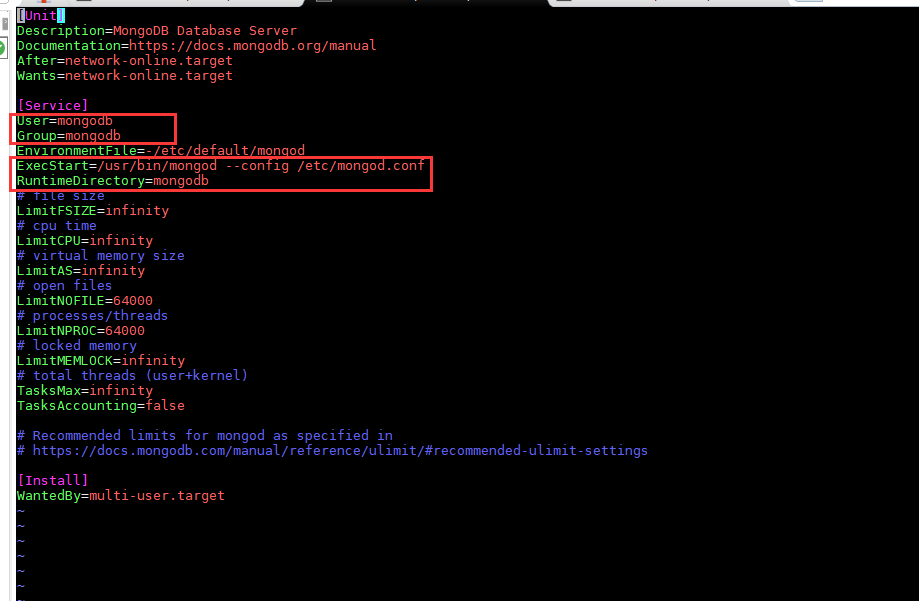 [Unit]
Description=MongoDB Database Server
Documentation=https://docs.mongodb.org/manual
After=network-online.target
Wants=network-online.target
[Service]
User=mongodb
Group=mongodb
EnvironmentFile=-/etc/default/mongod
ExecStart=/usr/bin/mongod --config /etc/mongod.conf
RuntimeDirectory=mongodb
# file size
LimitFSIZE=infinity
# cpu time
LimitCPU=infinity
# virtual memory size
LimitAS=infinity
# open files
LimitNOFILE=64000
# processes/threads
LimitNPROC=64000
# locked memory
LimitMEMLOCK=infinity
# total threads (user+kernel)
TasksMax=infinity
TasksAccounting=false
# Recommended limits for mongod as specified in
# https://docs.mongodb.com/manual/reference/ulimit/#recommended-ulimit-settings
[Install]
WantedBy=multi-user.target
~
~
~
~
~
~
~